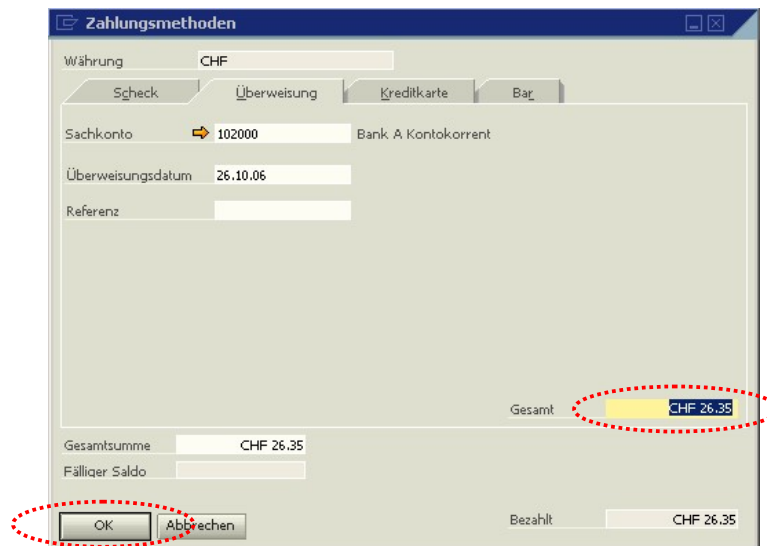 Zahlungsmethoden
Währung CHF
Scheck Überweisung Kreditkarte Bar
Sachkonto 102000 Bank A Kontokorrent
Überweisungsdatum 26.10.06
Referenz
Gesamt CHF 26.35
Gesamtsumme CHF 26.35
Fälliger Saldo
OK Abbrechen Bezahlt CHF 26.35